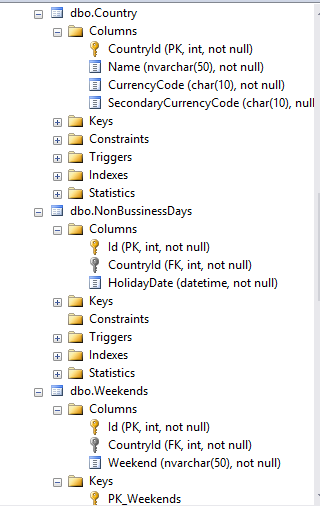 dbo.Country
Columns
CountryId (PK, int, not null)
Name (nvarchar(50), not null)
CurrencyCode (char(10), not null)
SecondaryCurrencyCode (char(10), null
Keys
Constraints
Triggers
Indexes
Statistics
dbo.NonBussinessDays
Columns
Id (PK, int, not null)
CountryId (FK, int, not null)
HolidayDate (datetime, not null)
Keys
Constraints
Triggers
Indexes
Statistics
dbo.Weekends
Columns
Id (PK, int, not null)
CountryId (FK, int, not null)
Weekend (nvarchar(50), not null)
Keys
PK_Weekends